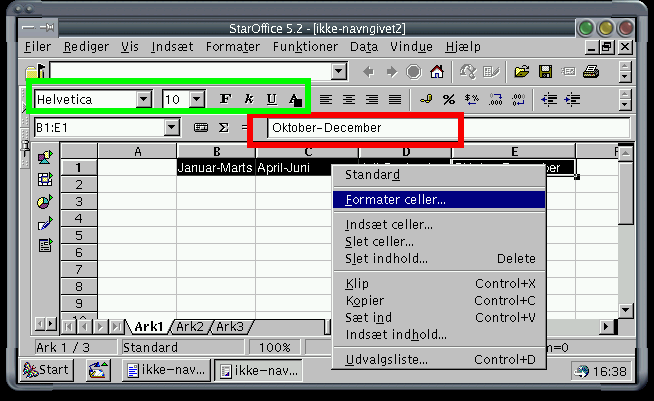 StarOffice 5.2 - [ikke-navngivet2]
Filer Rediger Vis Indsæt Formater Funktioner Data Vindue Hjælp
Helvetica 10 F k U A
B1:E1 Σ = Oktober-December
A B C D E
1 Januar-Marts April-Juni
2
3
4
5
6
7
8
9
Standard
Formater celler...
Indsæt celler...
Slet celler...
Slet indhold... Delete
Klip Control+X
Kopier Control+C
Sæt ind Control+V
Indsæt indhold...
Udvalgsliste... Control+D
Ark1 Ark2 Ark3
Ark 1 / 3 Standard 100% m=0
Start ikke-nav... ikke-nav... 16:38